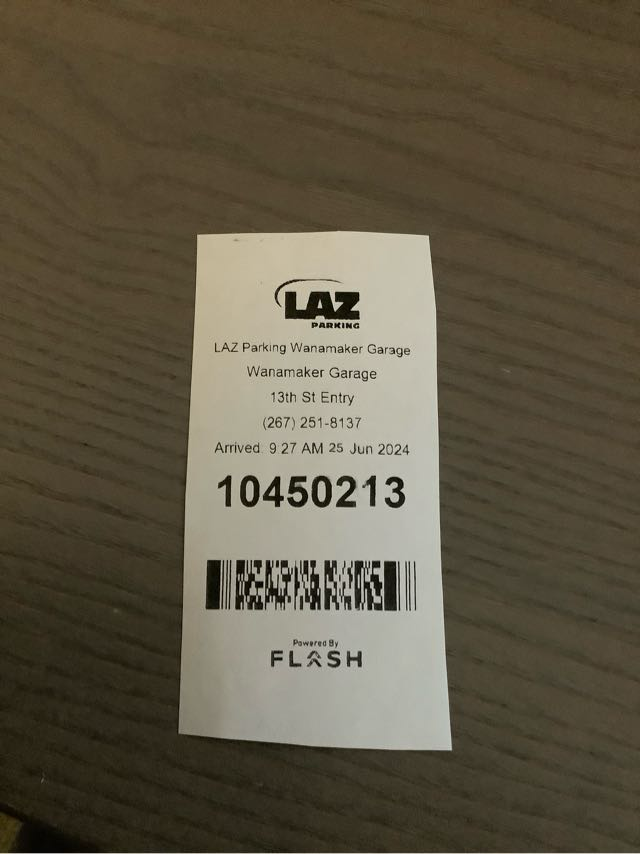 LAZ
PARKING
LAZ Parking Wanamaker Garage
Wanamaker Garage
13th St Entry
(267) 251-8137
Arrived: 9:27 AM 25 Jun 2024
10450213
Powered By
FLASH